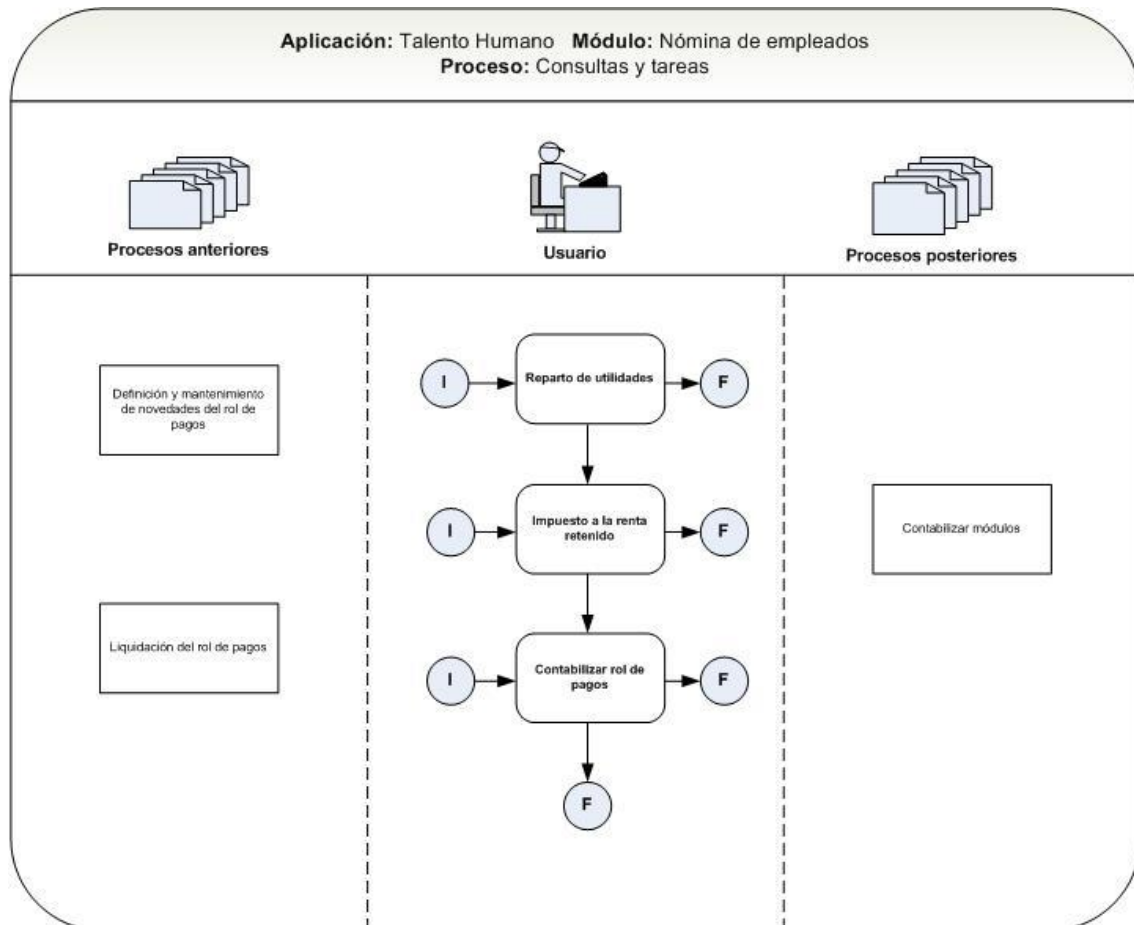 Aplicación: Talento Humano Módulo: Nómina de empleados
Proceso: Consultas y tareas
Procesos anteriores
Usuario
Procesos posteriores
Definición y mantenimiento
de novedades del rol de
pagos
Liquidación del rol de pagos
I
Reparto de utilidades
F
I
Impuesto a la renta
retenido
F
I
Contabilizar rol de
pagos
F
F
Contabilizar módulos